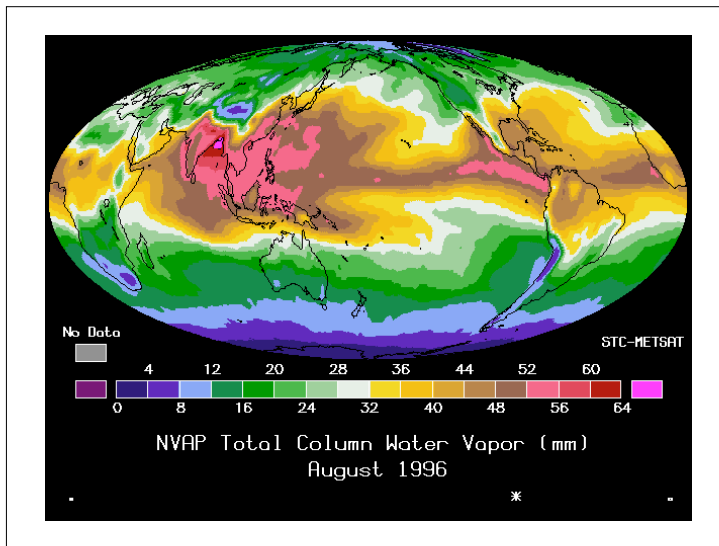 No Data
STC-METSAT
4 12 20 28 36 44 52 60
0 8 16 24 32 40 48 56 64
NVAP Total Column Water Vapor (mm)
August 1996